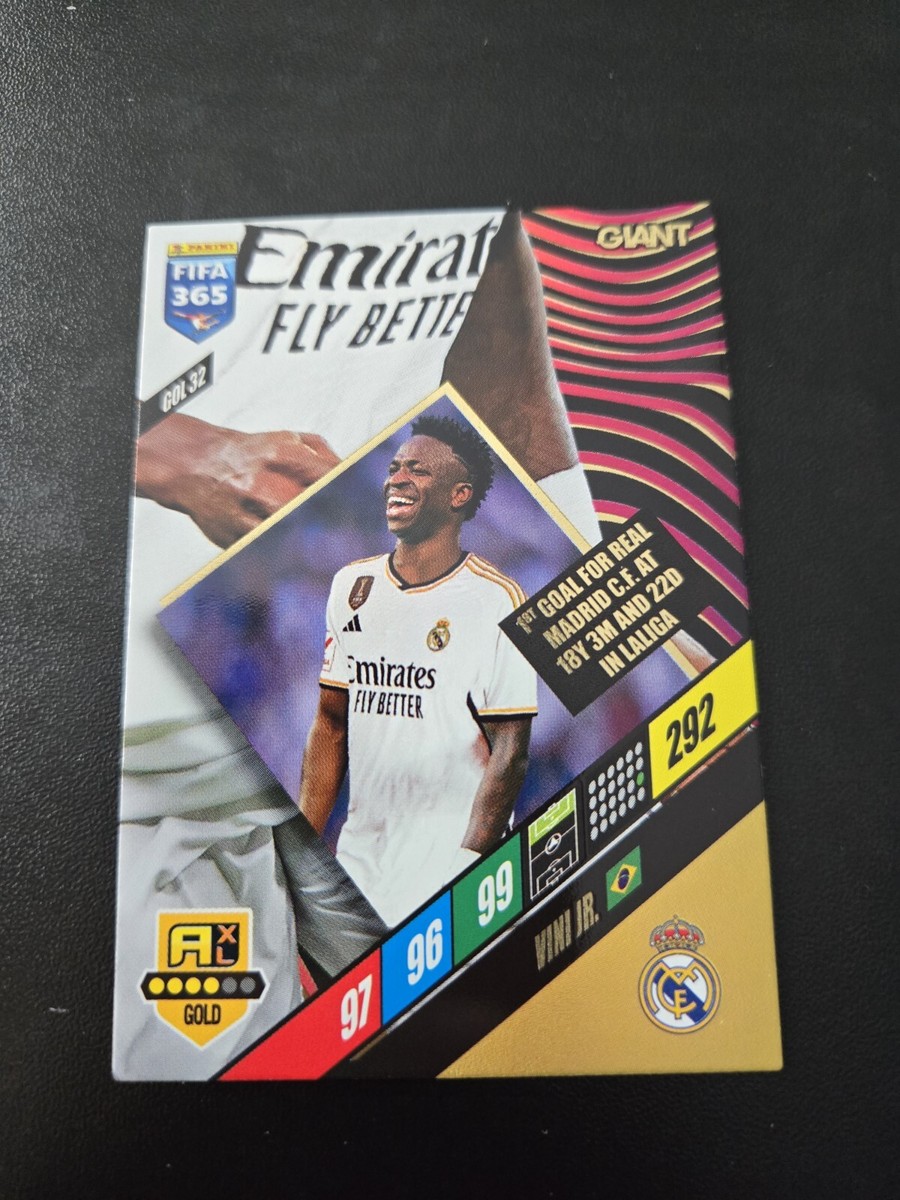 PANINI
FIFA
365
GOL 32
Emirat
FLY BETTE
GIANT
1ST GOAL FOR REAL
MADRID C.F. AT
18Y 3M AND 22D
IN LALIGA
Emirates
FLY BETTER
292
99
96
97
VINI JR.
A XL
GOLD